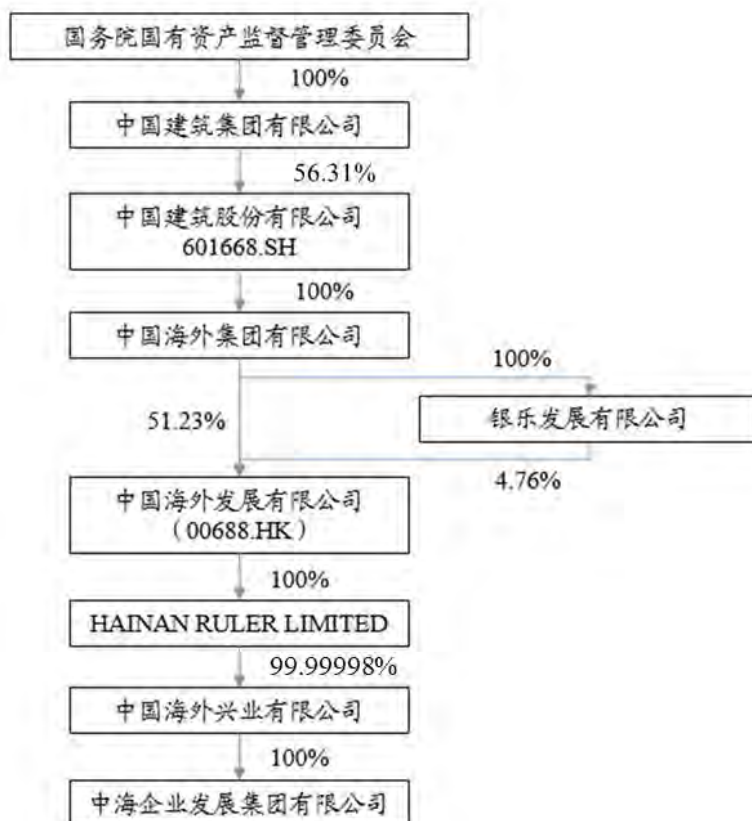 国务院国有资产监督管理委员会
100%
中国建筑集团有限公司
56.31%
中国建筑股份有限公司
601668.SH
100%
中国海外集团有限公司
100%
51.23%
银乐发展有限公司
4.76%
中国海外发展有限公司
（00688.HK）
100%
HAINAN RULER LIMITED
99.99998%
中国海外兴业有限公司
100%
中海企业发展集团有限公司